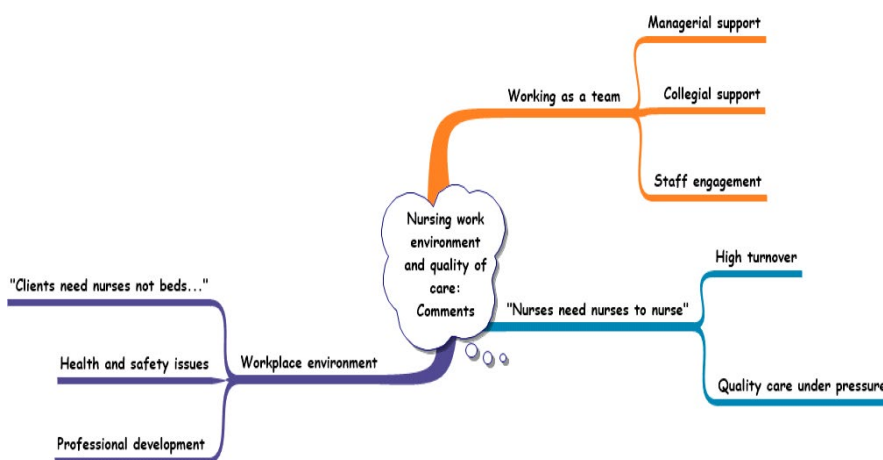 Managerial support
Working as a team
Collegial support
Staff engagement
Nursing work
environment
and quality of
care:
Comments
High turnover
"Nurses need nurses to nurse"
Quality care under pressure
"Clients need nurses not beds..."
Health and safety issues
Workplace environment
Professional development